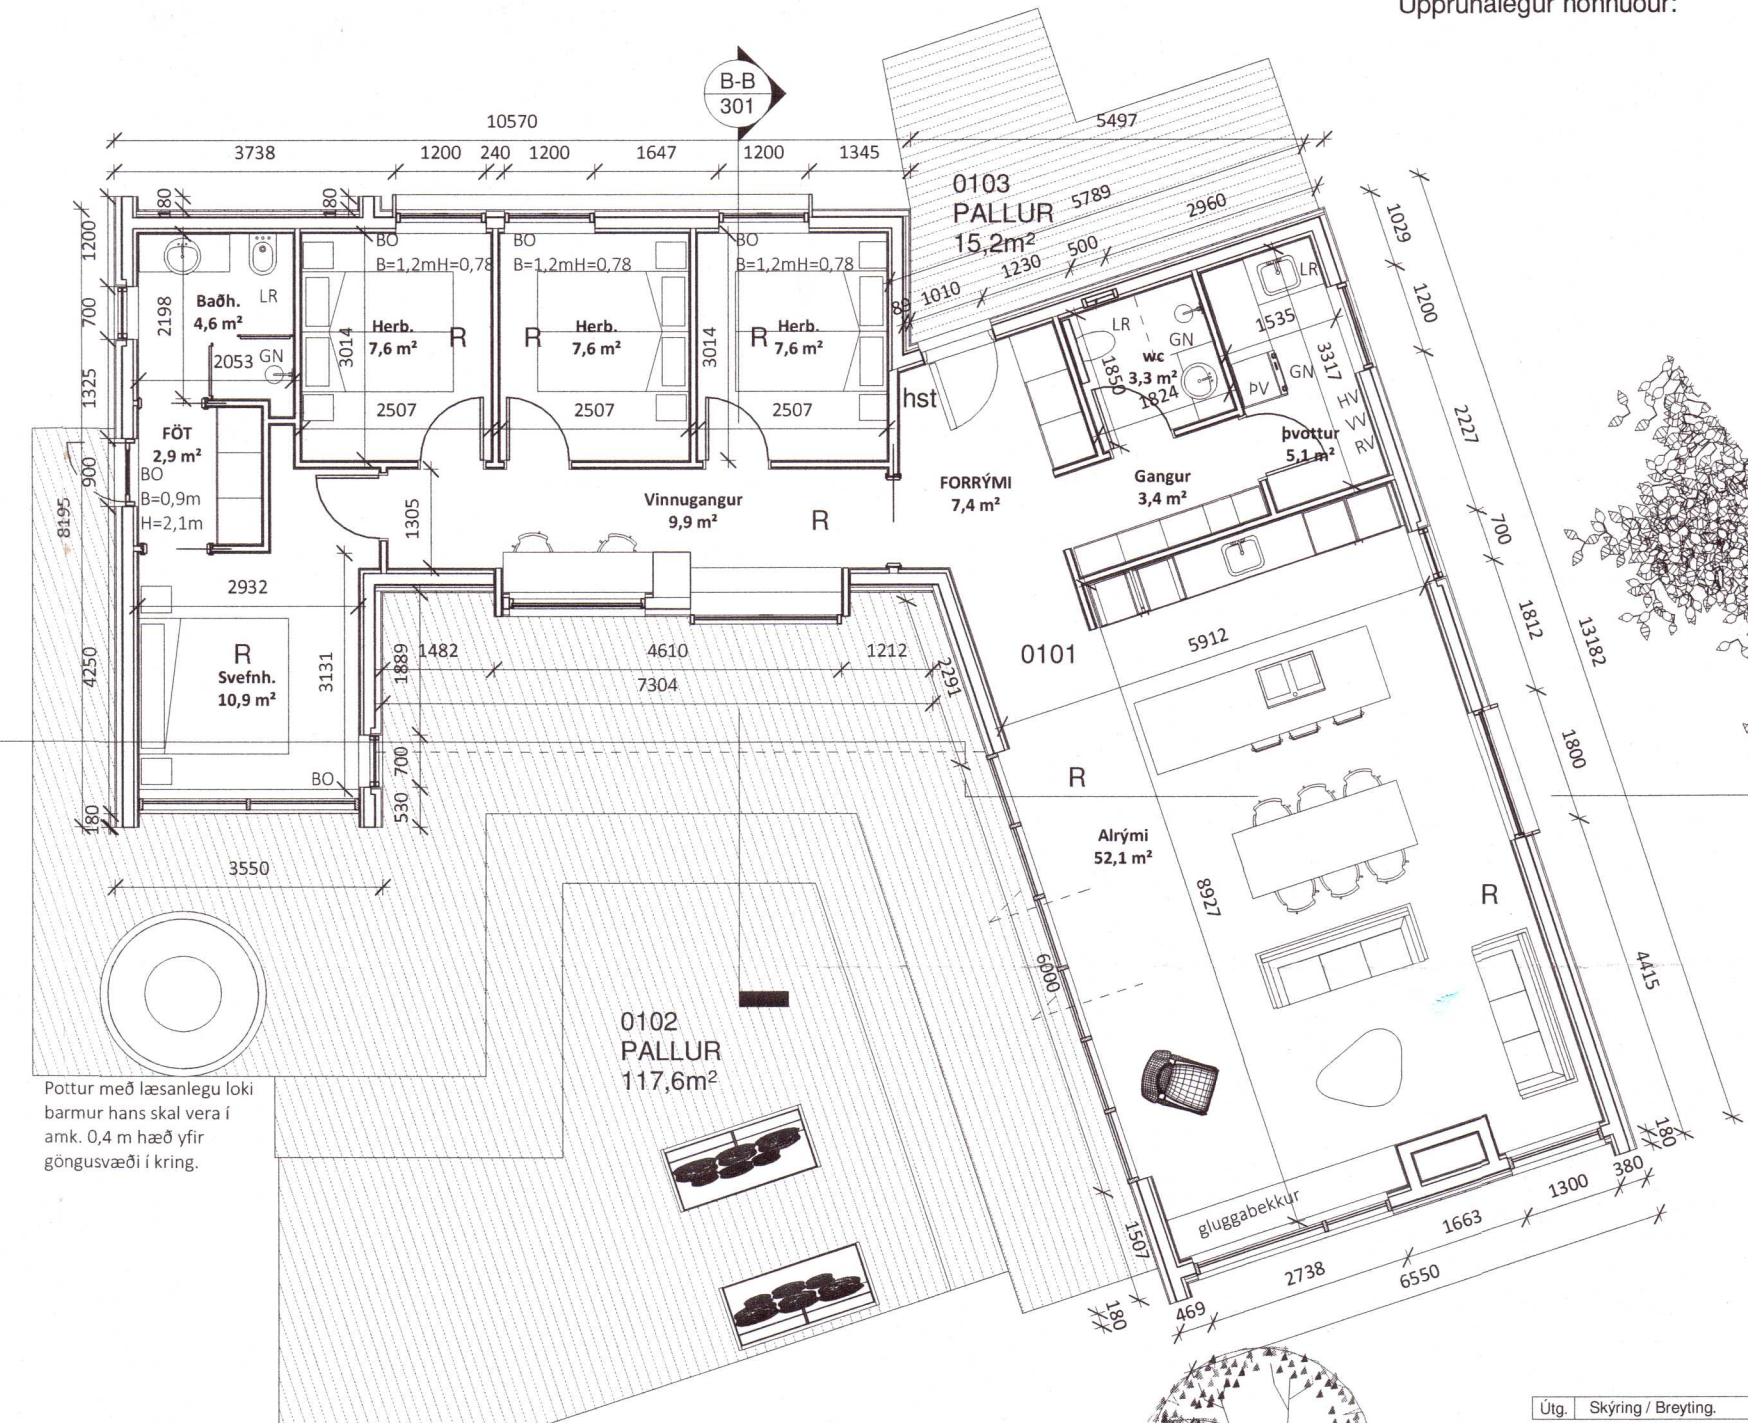 Upprunalegur hönnuður:
B-B
301
10570
5497
3738
1200
240
1200
1647
1200
1345
0103
PALLUR
15,2m²
5789
2960
500
1230
1010
89
1029
1200
2227
700
1812
13182
1800
4415
180
180
180
1200
700
1325
900
8195
4250
180
2198
Baðh.
4,6 m²
LR
GN
2053
BO
B=1,2mH=0,78
BO
B=1,2mH=0,78
BO
B=1,2mH=0,78
3014
Herb.
7,6 m²
R
R
Herb.
7,6 m²
3014
R
Herb.
7,6 m²
2507
2507
2507
hst
LR
GN
wc
3,3 m²
1850
1824
LR
1535
3317
GN
ÞV
HV
VV
RV
þvottur
5,1 m²
FÖT
2,9 m²
BO
B=0,9m
H=2,1m
1305
Vinnugangur
9,9 m²
R
FORRÝMI
7,4 m²
Gangur
3,4 m²
2932
R
Svefnh.
10,9 m²
3131
BO
1889
700
530
1482
4610
1212
7304
2291
0101
5912
R
Alrými
52,1 m²
8927
R
6000
3550
0102
PALLUR
117,6m²
Pottur með læsanlegu loki
barmur hans skal vera í
amk. 0,4 m hæð yfir
göngusvæði í kring.
gluggabekkur
1507
180
469
2738
1663
1300
380
6550
Útg.
Skýring / Breyting.